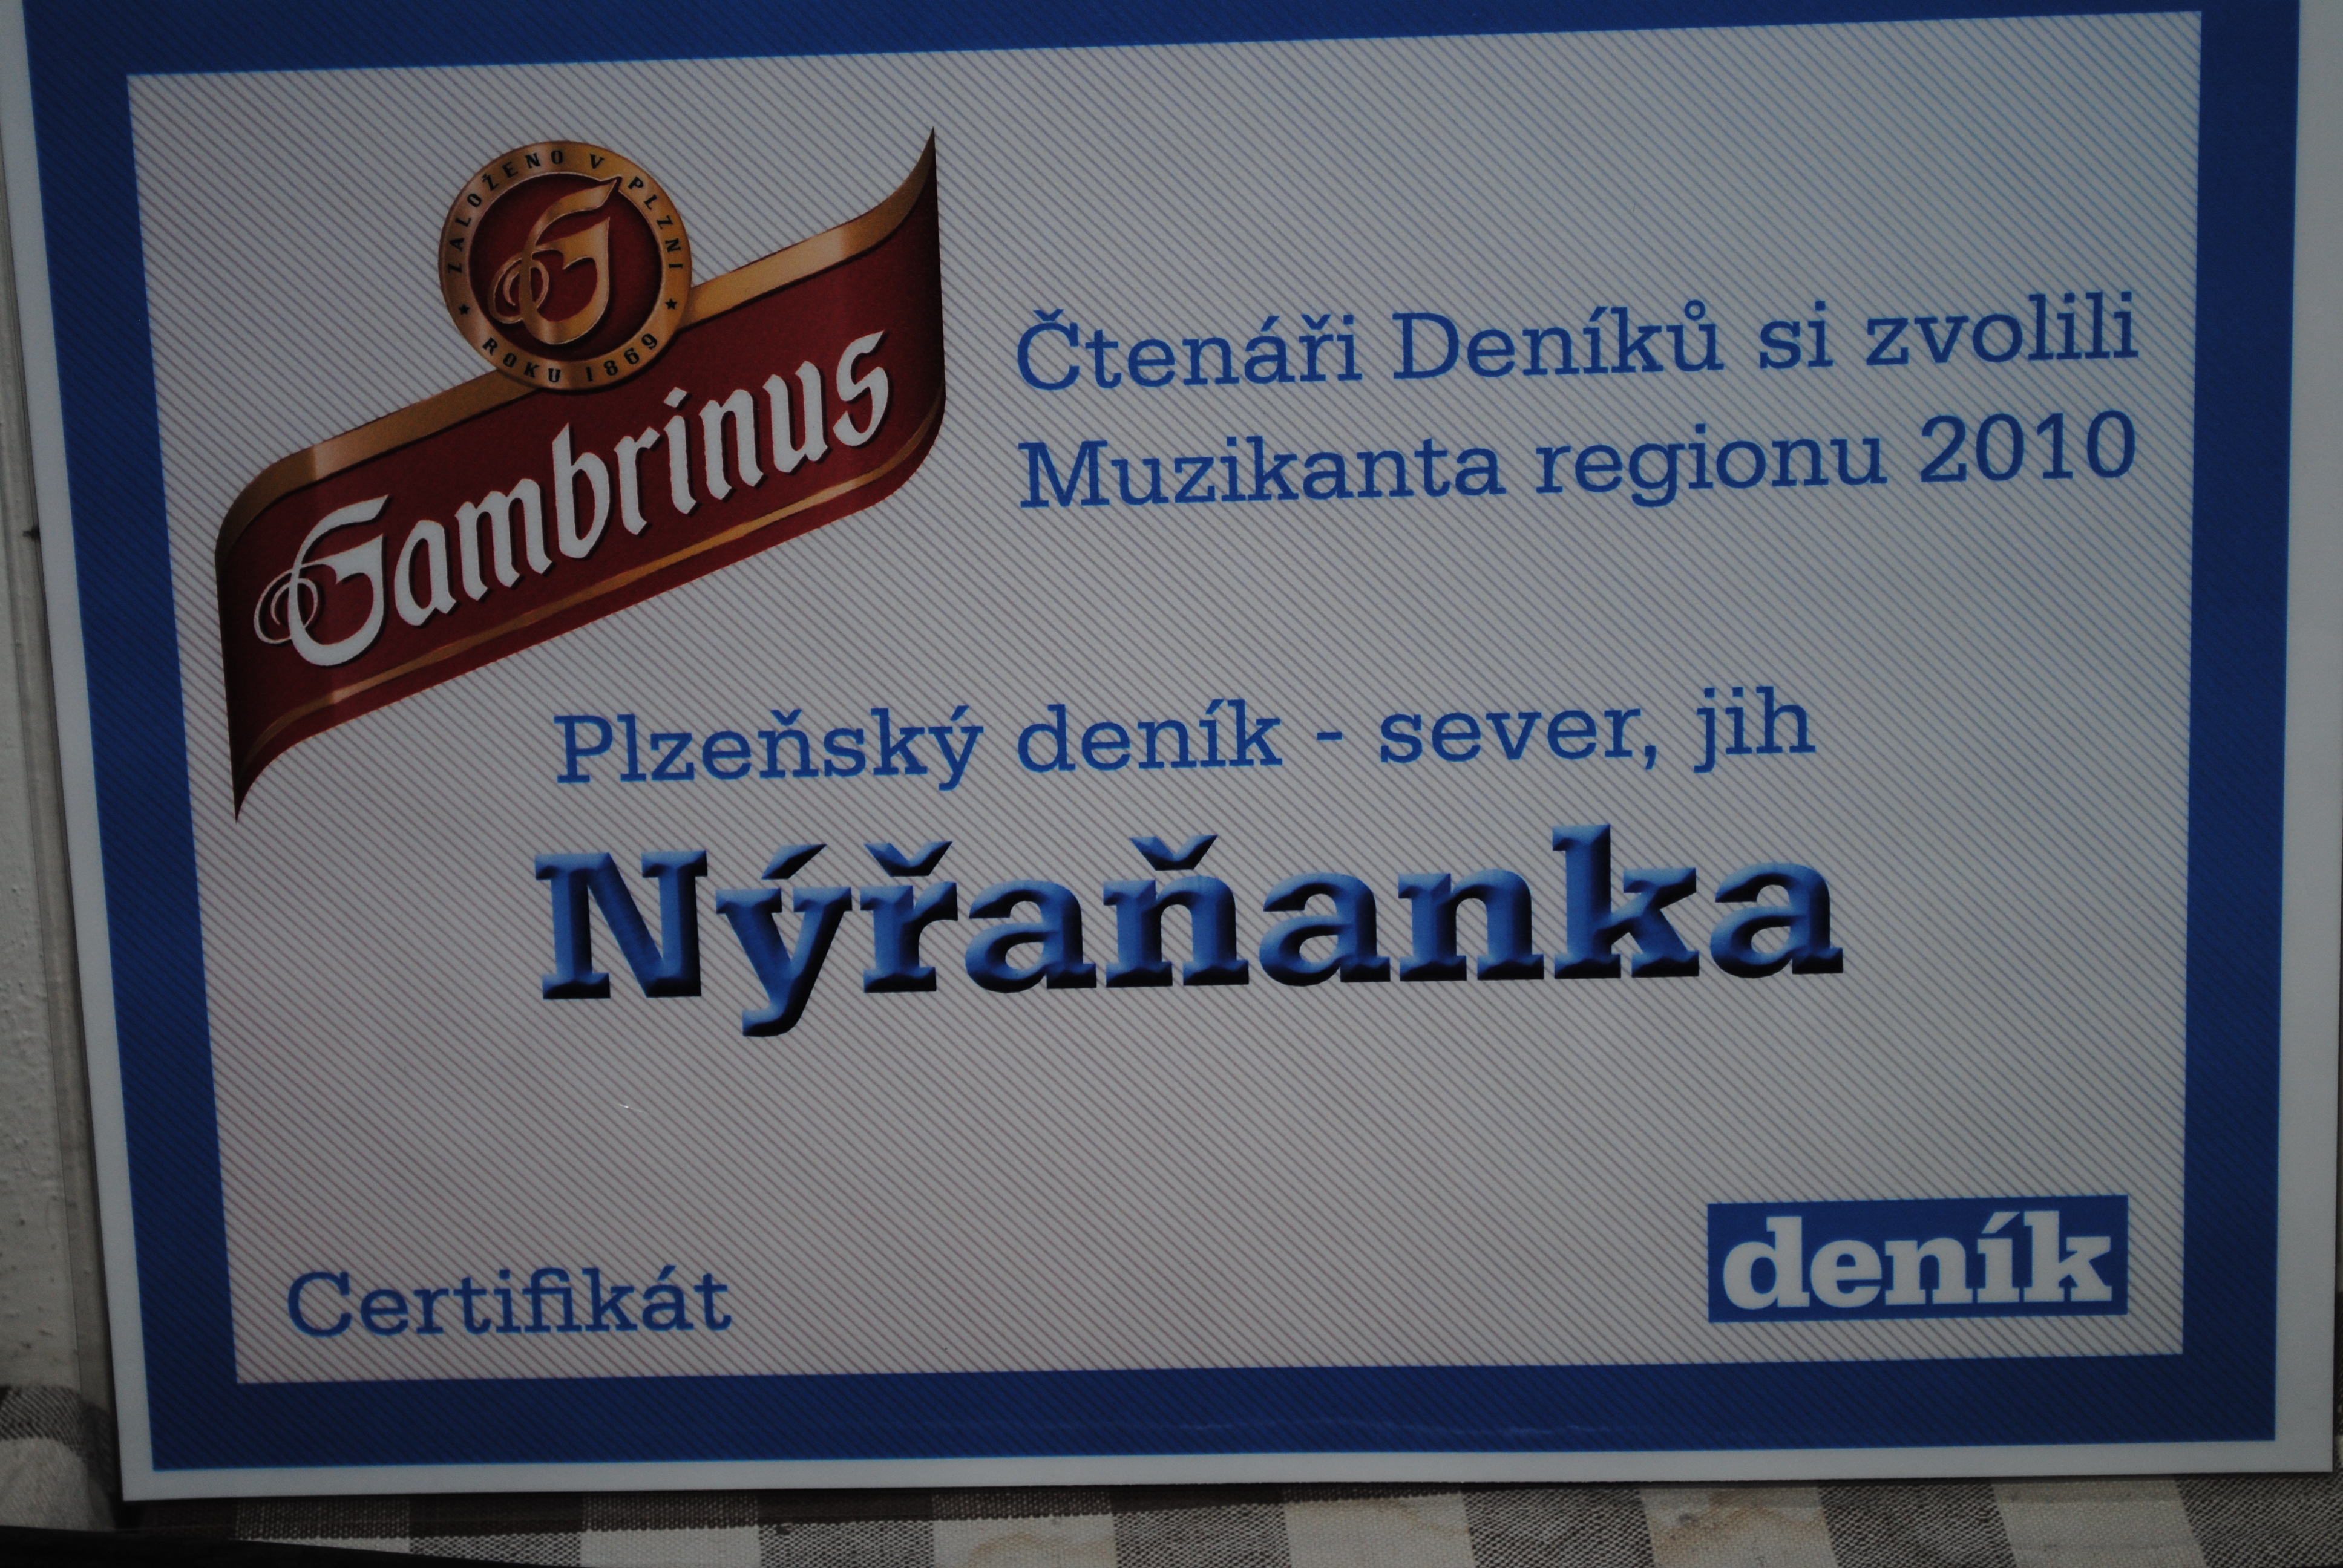 ZALOŽENO V PLZNI
ROKU 1869
Gambrinus
Čtenáři Deníků si zvolili
Muzikanta regionu 2010
Plzeňský deník - sever, jih
Nýřaňanka
Certifikát
deník